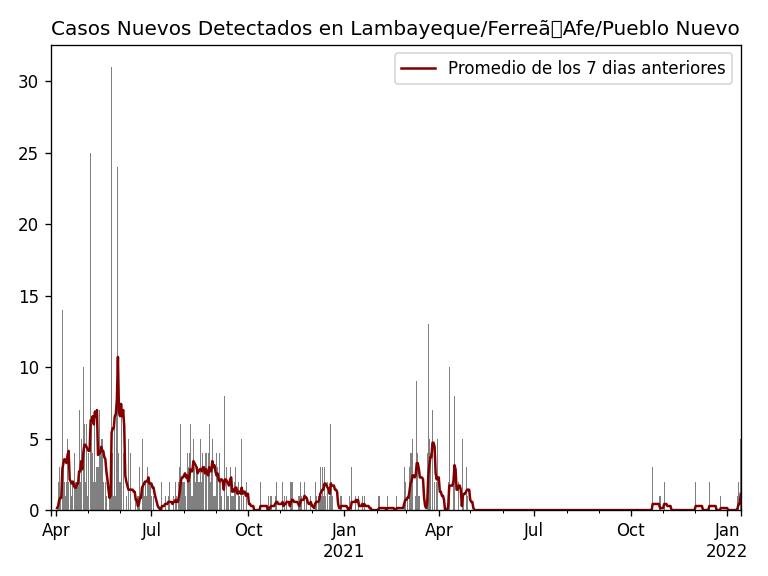 Casos Nuevos Detectados en Lambayeque/Ferreã□Afe/Pueblo Nuevo
Promedio de los 7 dias anteriores
30
25
20
15
10
5
0
Apr Jul Oct Jan Apr Jul Oct Jan
2021 2022